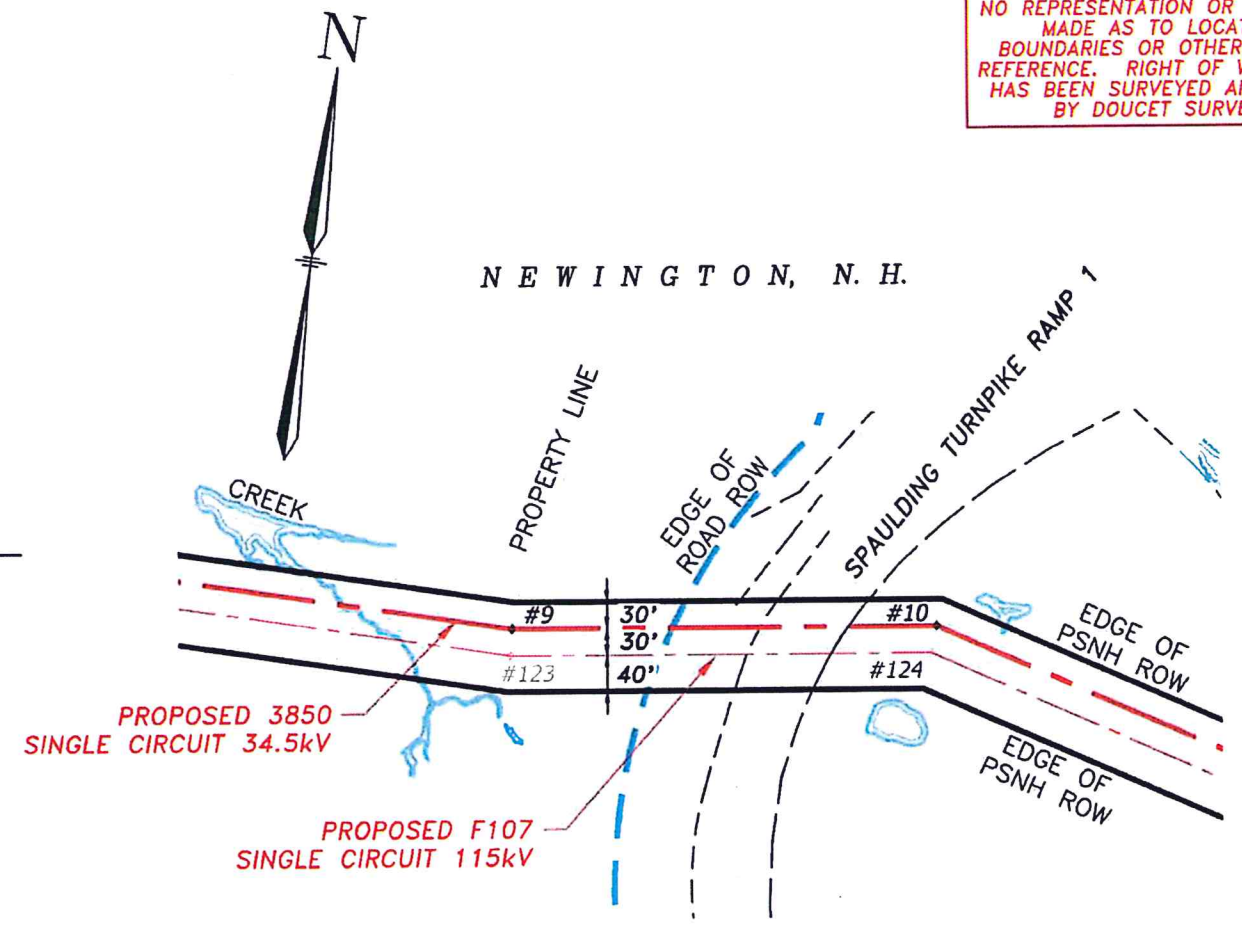 NO REPRESENTATION OR
MADE AS TO
BOUNDARIES OR OTHER
REFERENCE. RIGHT OF
HAS BEEN SURVEYED
BY DOUCET
N
NEWINGTON, N. H.
PROPERTY LINE
EDGE OF
ROAD ROW
SPAULDING TURNPIKE RAMP 1
CREEK
#9
30'
#10
30'
#123
40'
#124
EDGE OF
PSNH ROW
PROPOSED 3850
SINGLE CIRCUIT 34.5kV
EDGE OF
PSNH ROW
PROPOSED F107
SINGLE CIRCUIT 115kV